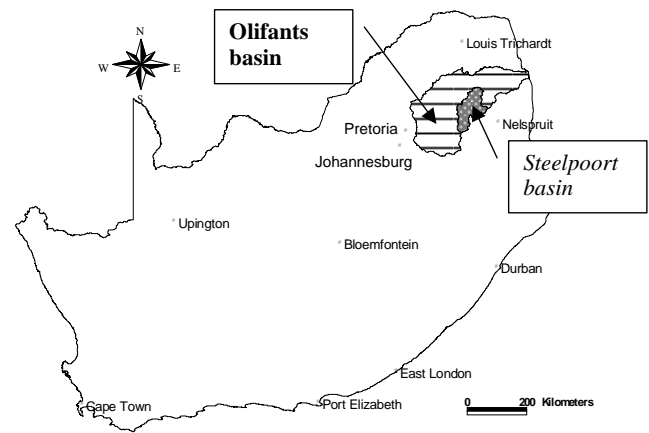 N
W E
S
Olifants
basin
Louis Trichardt
Pretoria
Nelspruit
Johannesburg
Steelpoort
basin
Upington
Bloemfontein
Durban
East London
Cape Town
Port Elizabeth
0 200 Kilometers